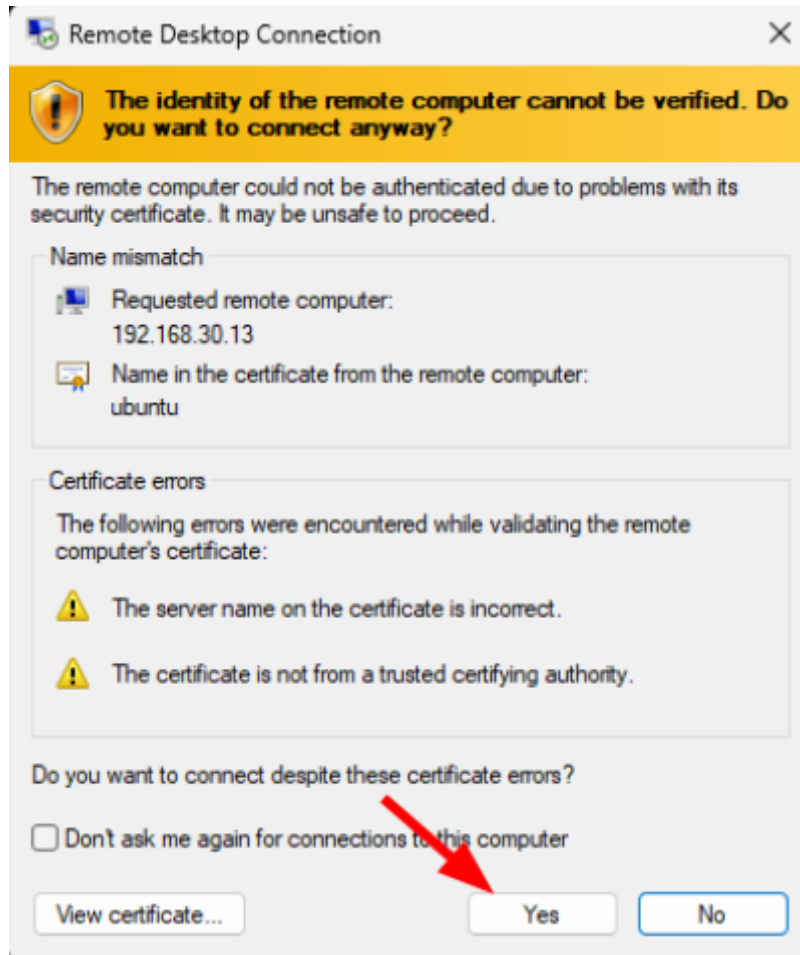 Remote Desktop Connection
The identity of the remote computer cannot be verified. Do
you want to connect anyway?
The remote computer could not be authenticated due to problems with its
security certificate. It may be unsafe to proceed.
Name mismatch
Requested remote computer:
192.168.30.13
Name in the certificate from the remote computer:
ubuntu
Certificate errors
The following errors were encountered while validating the remote
computer's certificate:
The server name on the certificate is incorrect.
The certificate is not from a trusted certifying authority.
Do you want to connect despite these certificate errors?
Don't ask me again for connections to this computer
View certificate... Yes No